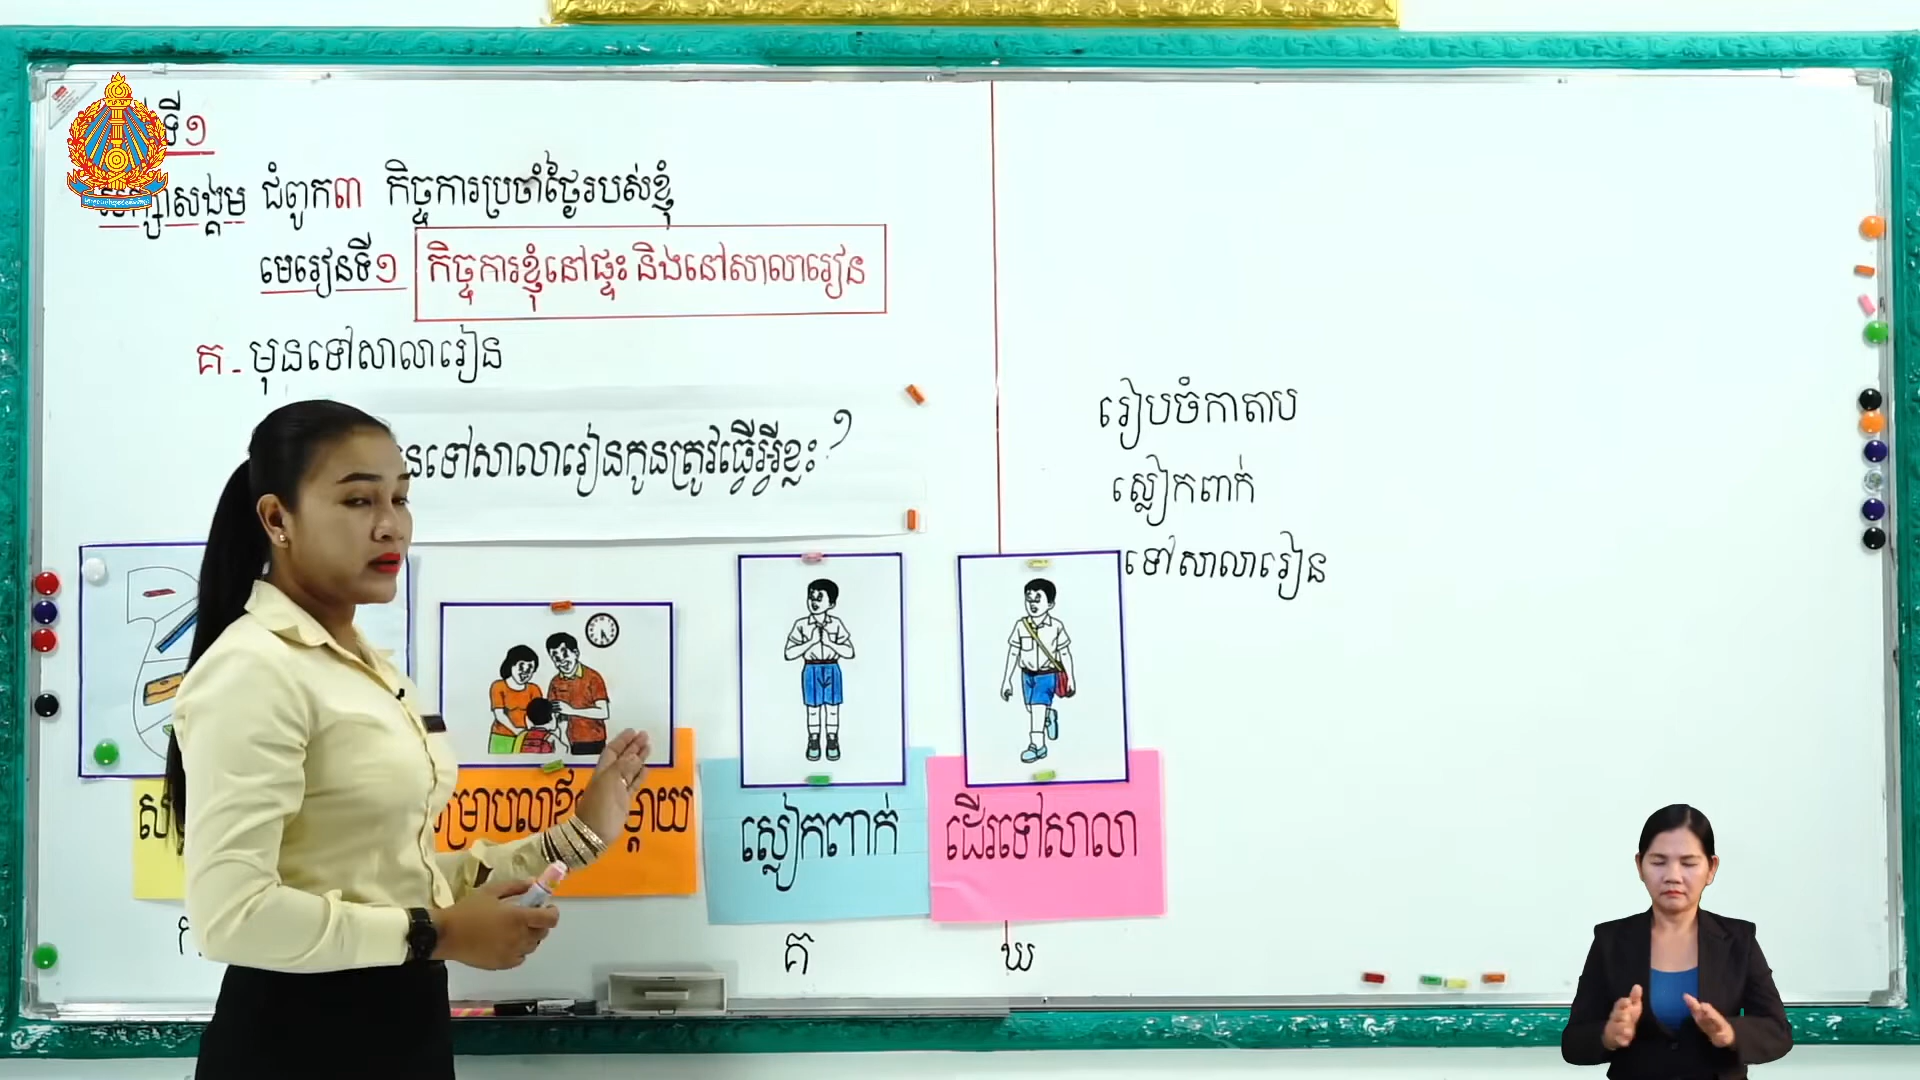 ទី១
សិក្សាសង្គម ជំពូក៣ កិច្ចការប្រចាំថ្ងៃរបស់ខ្ញុំ
មេរៀនទី១ កិច្ចការខ្ញុំនៅផ្ទះ និងនៅសាលារៀន
គ - មុនទៅសាលារៀន
នទៅសាលារៀនកូនត្រូវធ្វើអ្វីខ្លះ?
រៀបចំកាតាប
ស្លៀកពាក់
ទៅសាលារៀន
ស្លៀកពាក់
ដើរទៅសាលា
គ
ឃ